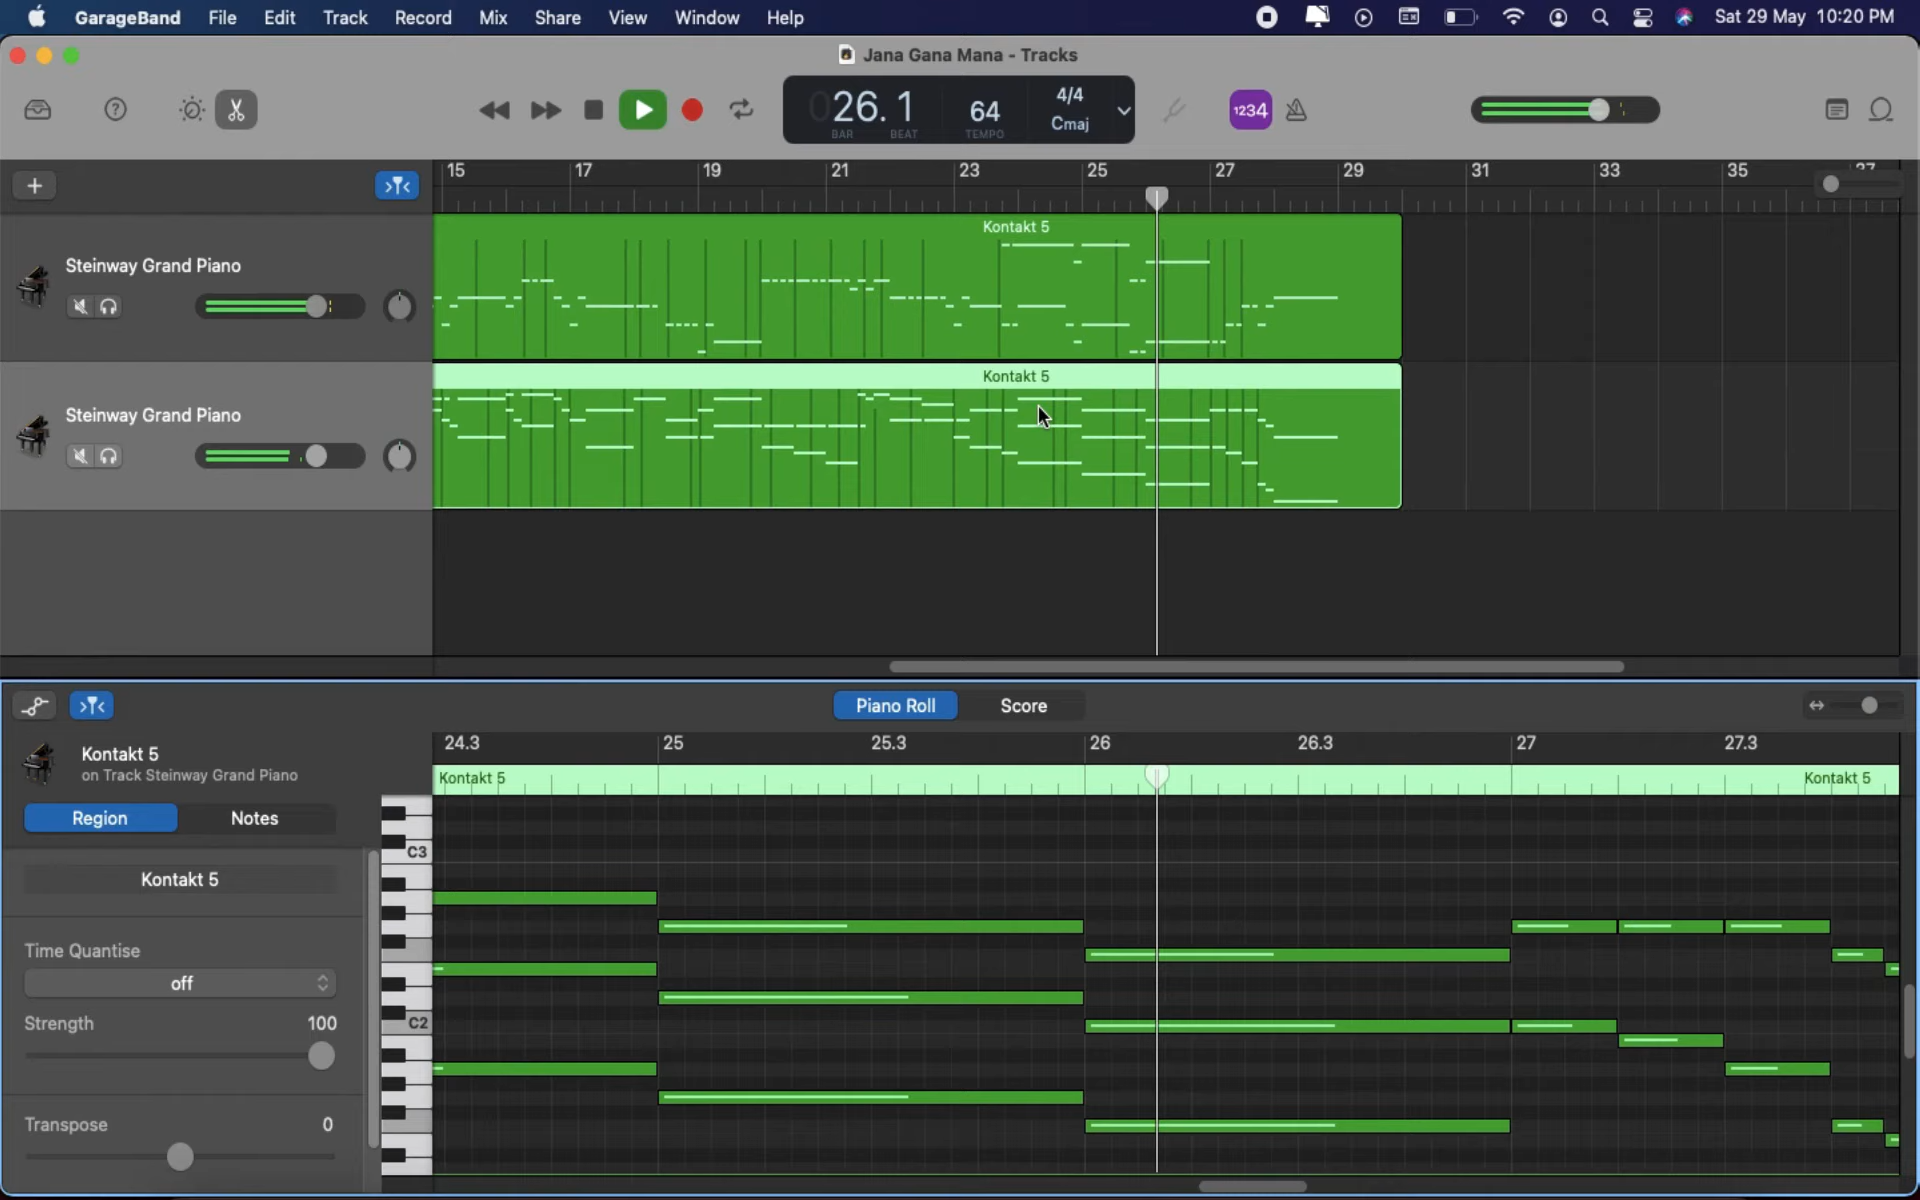 GarageBand File Edit Track Record Mix Share View Window Help Sat 29 May 10:20 PM
Jana Gana Mana - Tracks
026.1 64 4/4
Cmaj
BAR BEAT TEMPO
1234
15 17 19 21 23 25 27 29 31 33 35 37
Kontakt 5
Steinway Grand Piano
Kontakt 5
Steinway Grand Piano
Piano Roll Score
24.3 25 25.3 26 26.3 27 27.3
Kontakt 5
on Track Steinway Grand Piano
Kontakt 5 Kontakt 5
Region Notes
C3
Kontakt 5
Time Quantise
off
Strength 100
C2
Transpose 0